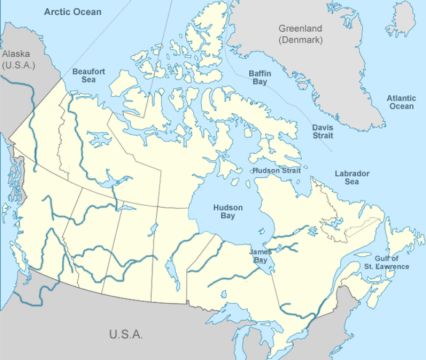 Arctic Ocean
Greenland
(Denmark)
Alaska
(U.S.A.)
Beaufort
Sea
Baffin
Bay
Atlantic
Ocean
Davis
Strait
Hudson Strait
Labrador
Sea
Hudson
Bay
James
Bay
Gulf of
St. Lawrence
U.S.A.